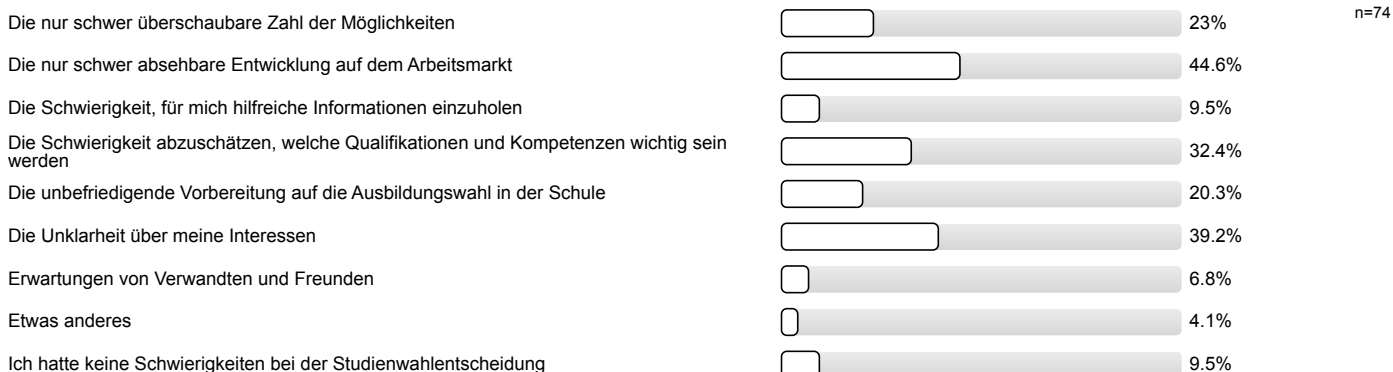 Die nur schwer überschaubare Zahl der Möglichkeiten 23% n=74
Die nur schwer absehbare Entwicklung auf dem Arbeitsmarkt 44.6%
Die Schwierigkeit, für mich hilfreiche Informationen einzuholen 9.5%
Die Schwierigkeit abzuschätzen, welche Qualifikationen und Kompetenzen wichtig sein
werden 32.4%
Die unbefriedigende Vorbereitung auf die Ausbildungswahl in der Schule 20.3%
Die Unklarheit über meine Interessen 39.2%
Erwartungen von Verwandten und Freunden 6.8%
Etwas anderes 4.1%
Ich hatte keine Schwierigkeiten bei der Studienwahlentscheidung 9.5%